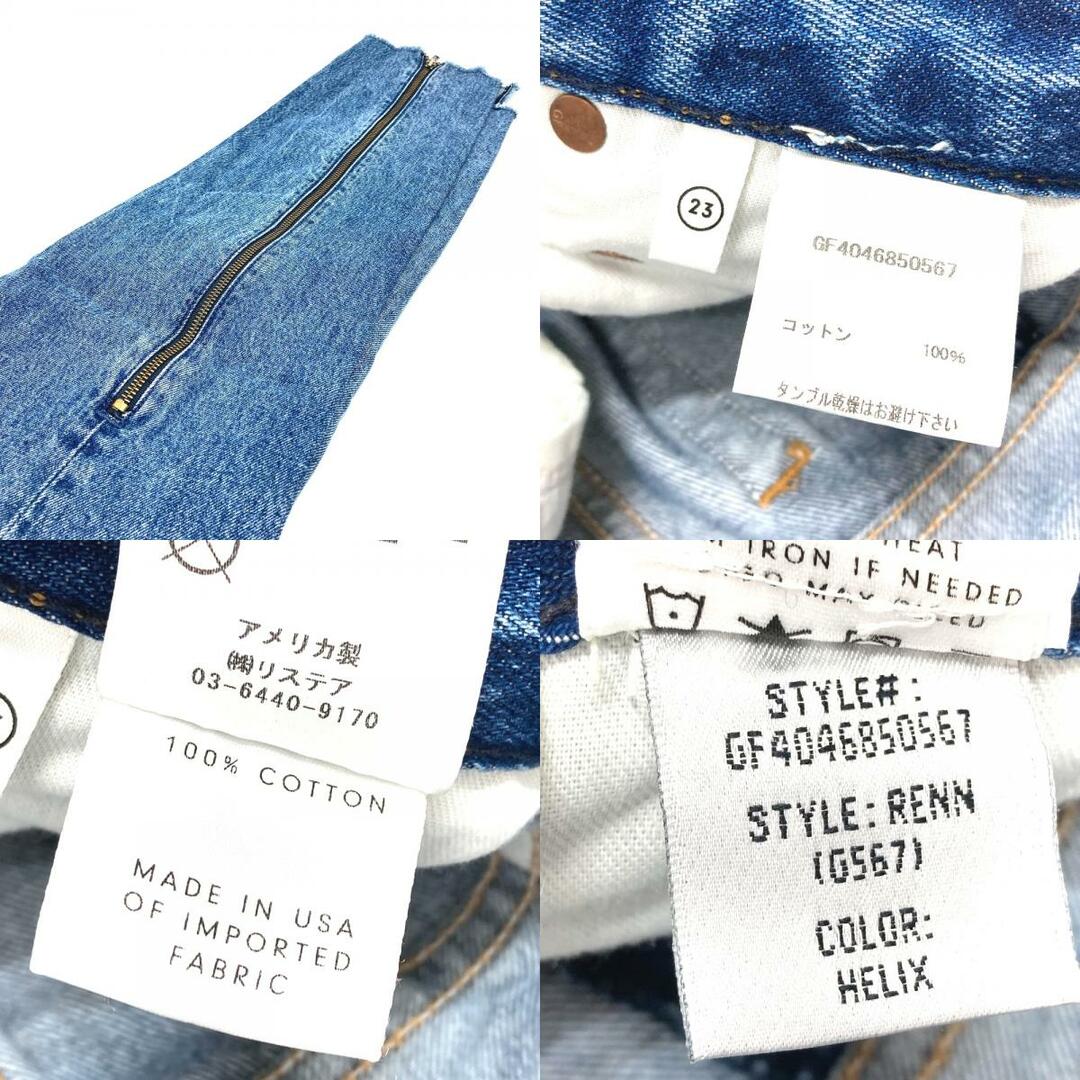 23
GF4046850567
コットン 100%
タンブル乾燥はお避け下さい
アメリカ製
㈱リステア
03-6440-9170
100% COTTON
MADE IN USA
OF IMPORTED
FABRIC
HEAT
IRON IF NEEDED
MAY
STYLE#:
GF4046850567
STYLE: RENN
(G567)
COLOR:
HELIX